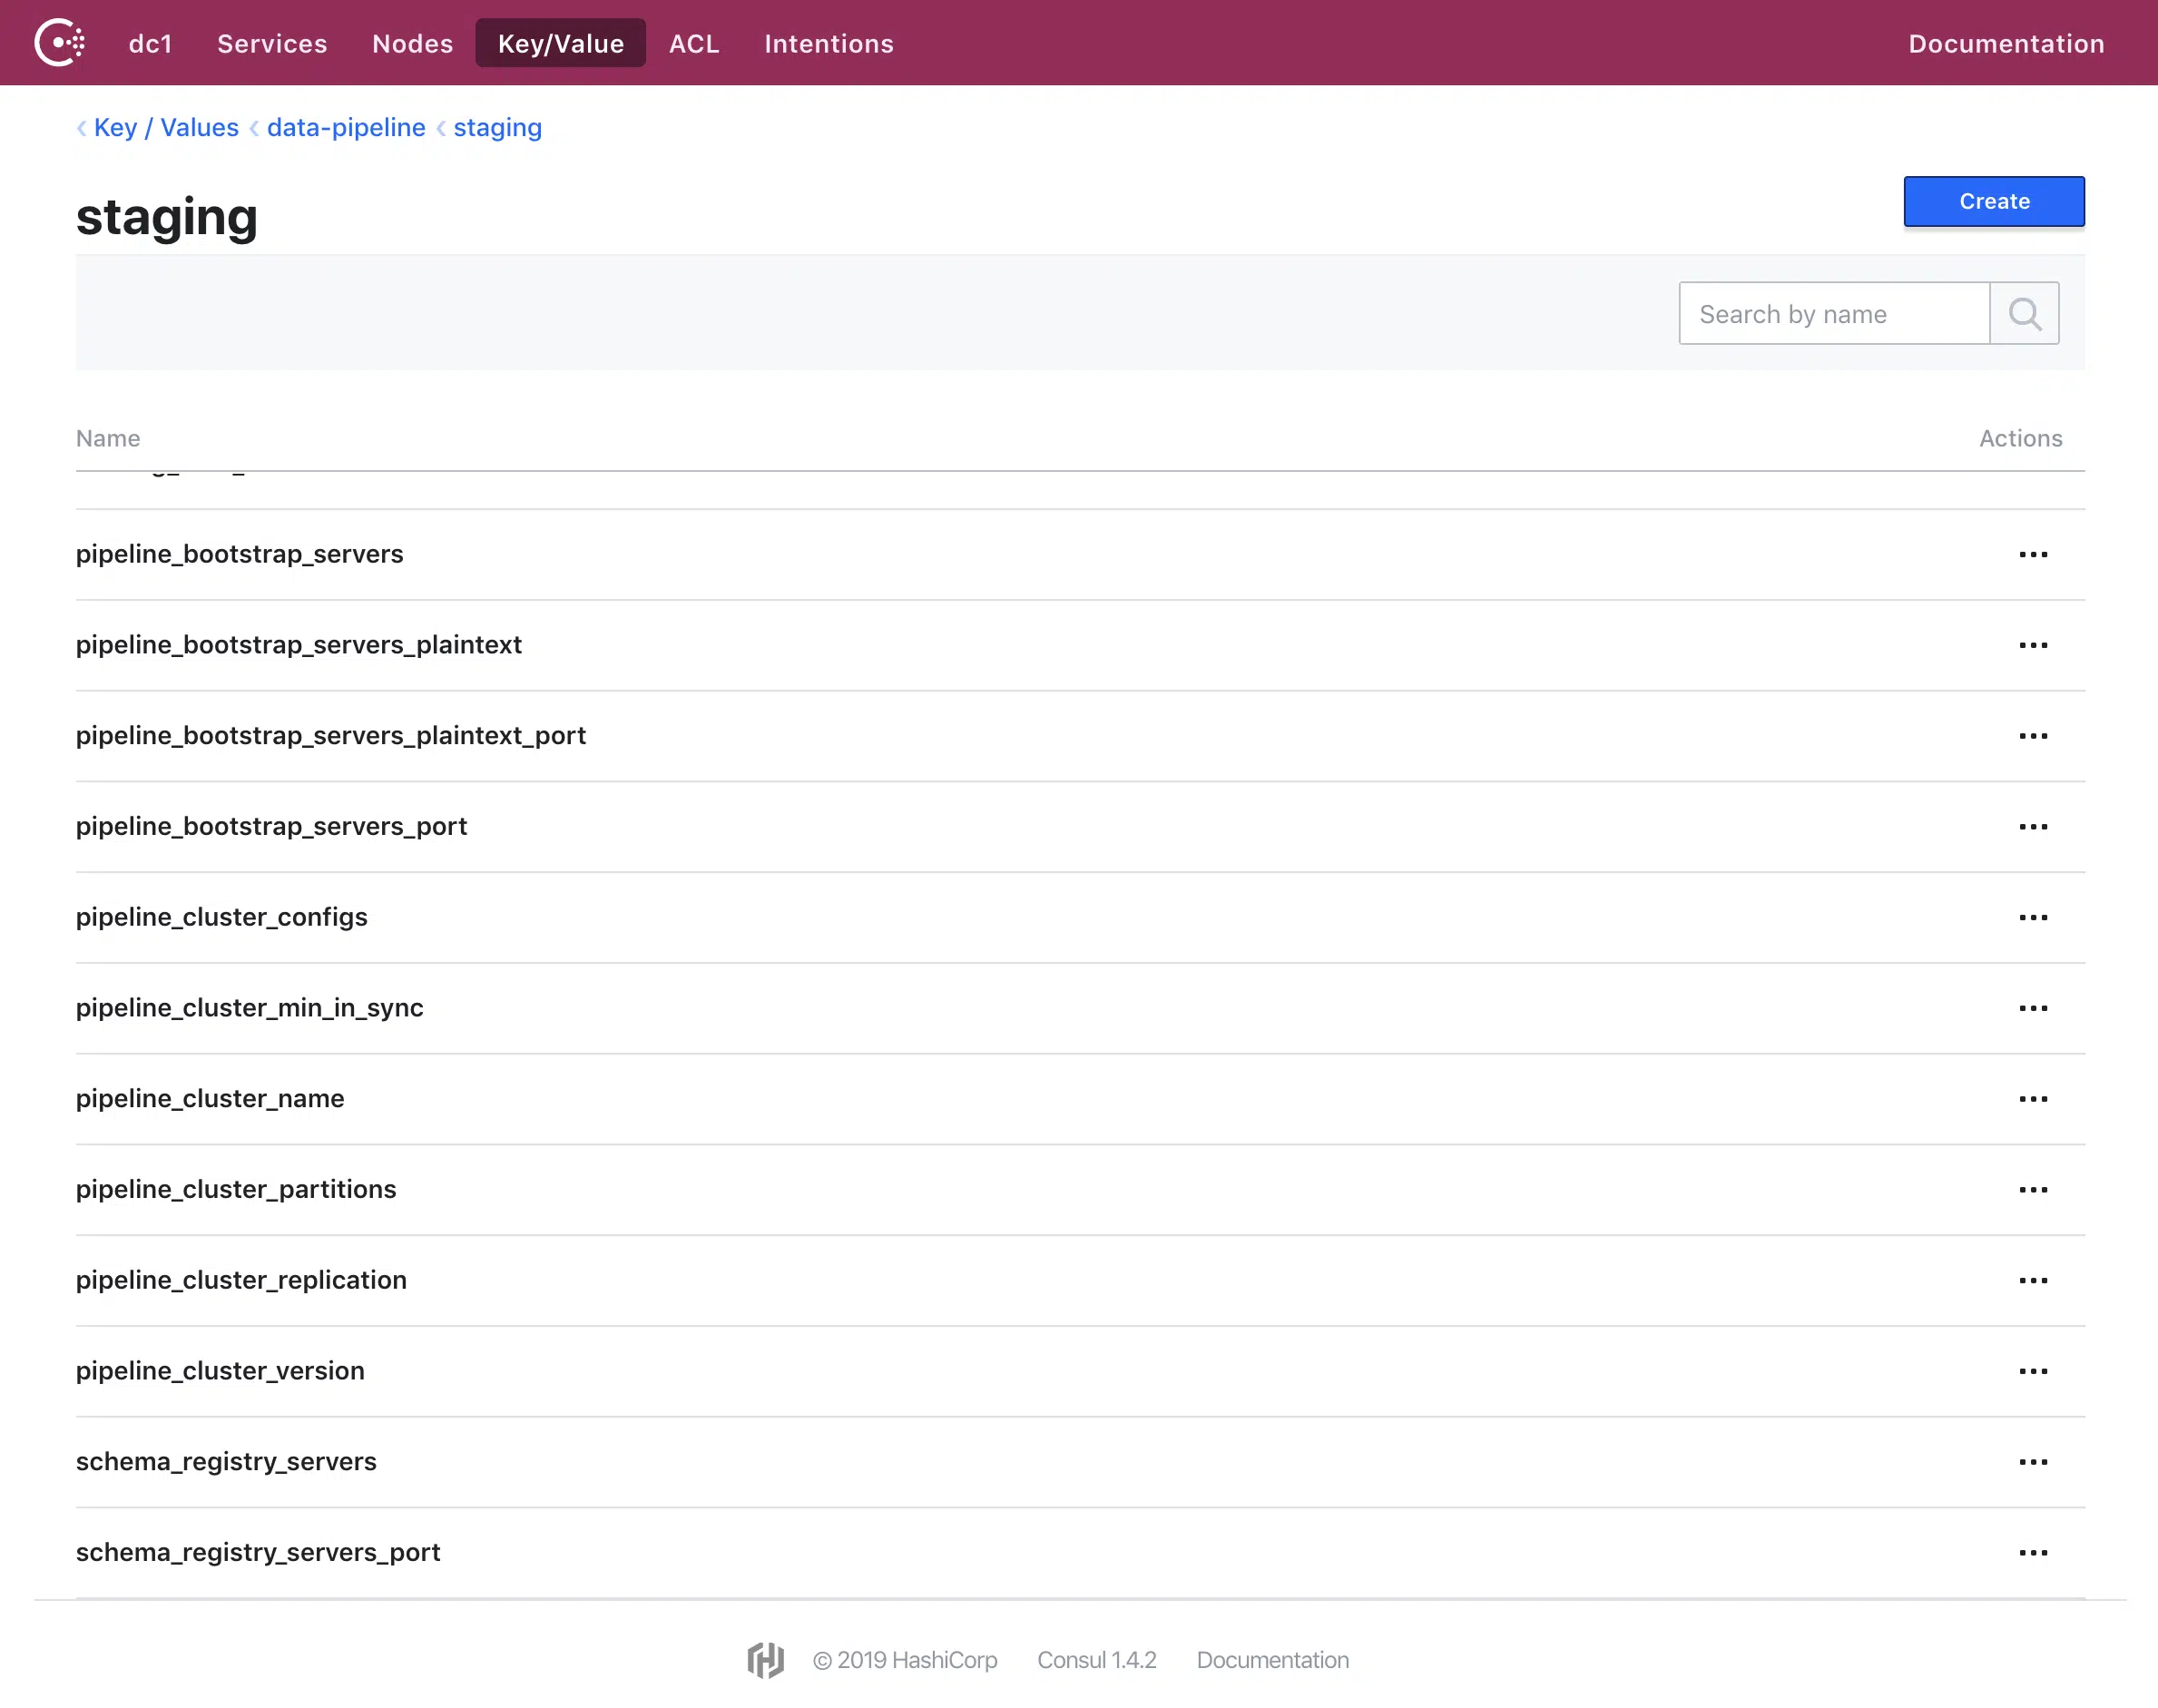 dc1 Services Nodes Key/Value ACL Intentions Documentation
Key / Values data-pipeline staging
staging
Create
Search by name
Name Actions
pipeline_bootstrap_servers
pipeline_bootstrap_servers_plaintext
pipeline_bootstrap_servers_plaintext_port
pipeline_bootstrap_servers_port
pipeline_cluster_configs
pipeline_cluster_min_in_sync
pipeline_cluster_name
pipeline_cluster_partitions
pipeline_cluster_replication
pipeline_cluster_version
schema_registry_servers
schema_registry_servers_port
© 2019 HashiCorp Consul 1.4.2 Documentation